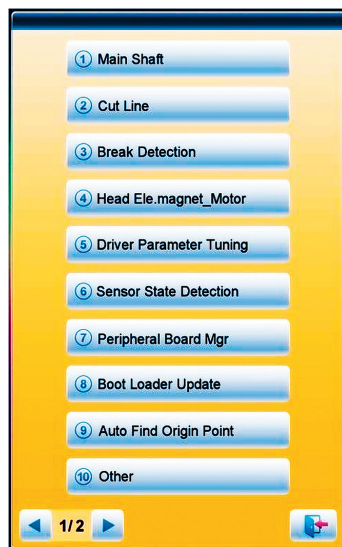 1 Main Shaft
2 Cut Line
3 Break Detection
4 Head Ele.magnet_Motor
5 Driver Parameter Tuning
6 Sensor State Detection
7 Peripheral Board Mgr
8 Boot Loader Update
9 Auto Find Origin Point
10 Other
1/2